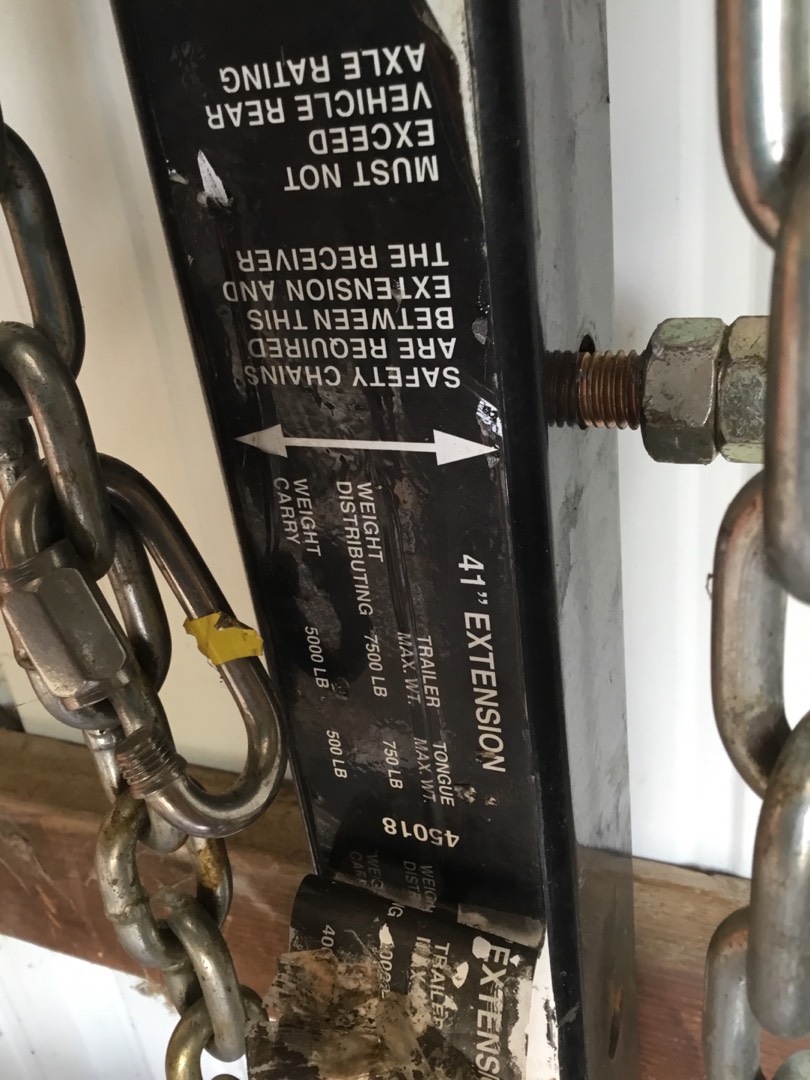 45018
41” EXTENSION
TRAILER TONGUE
MAX. WT. MAX. WT.
WEIGHT
DISTRIBUTING 7500 LB 750 LB
WEIGHT
CARRY 5000 LB 500 LB
SAFETY CHAINS
ARE REQUIRED
BETWEEN THIS
EXTENSION AND
THE RECEIVER
MUST NOT
EXCEED
VEHICLE REAR
AXLE RATING